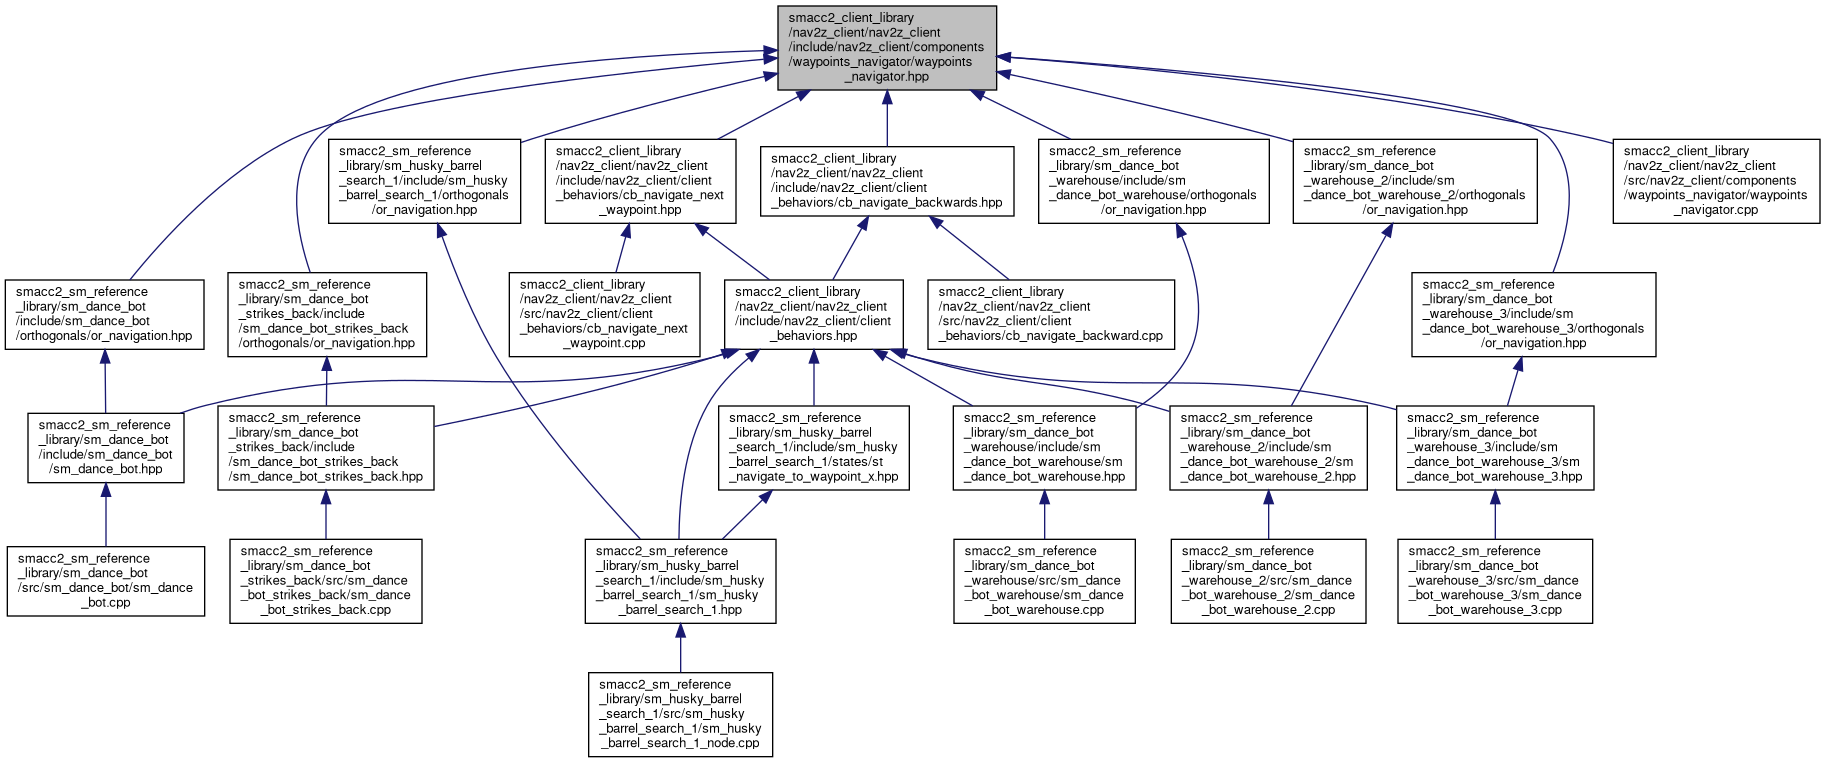 smacc2_client_library
/nav2z_client/nav2z_client
/include/nav2z_client/components
/waypoints_navigator/waypoints
_navigator.hpp
smacc2_sm_reference
_library/sm_husky_barrel
_search_1/include/sm_husky
_barrel_search_1/orthogonals
/or_navigation.hpp
smacc2_client_library
/nav2z_client/nav2z_client
/include/nav2z_client/client
_behaviors/cb_navigate_next
_waypoint.hpp
smacc2_client_library
/nav2z_client/nav2z_client
/include/nav2z_client/client
_behaviors/cb_navigate_backwards.hpp
smacc2_sm_reference
_library/sm_dance_bot
_warehouse/include/sm
_dance_bot_warehouse/orthogonals
/or_navigation.hpp
smacc2_sm_reference
_library/sm_dance_bot
_warehouse_2/include/sm
_dance_bot_warehouse_2/orthogonals
/or_navigation.hpp
smacc2_client_library
/nav2z_client/nav2z_client
/src/nav2z_client/components
/waypoints_navigator/waypoints
_navigator.cpp
smacc2_sm_reference
_library/sm_dance_bot
/include/sm_dance_bot
/orthogonals/or_navigation.hpp
smacc2_sm_reference
_library/sm_dance_bot
_strikes_back/include
/sm_dance_bot_strikes_back
/orthogonals/or_navigation.hpp
smacc2_client_library
/nav2z_client/nav2z_client
/src/nav2z_client/client
_behaviors/cb_navigate_next
_waypoint.cpp
smacc2_client_library
/nav2z_client/nav2z_client
/include/nav2z_client/client
_behaviors.hpp
smacc2_client_library
/nav2z_client/nav2z_client
/src/nav2z_client/client
_behaviors/cb_navigate_backward.cpp
smacc2_sm_reference
_library/sm_dance_bot
_warehouse_3/include/sm
_dance_bot_warehouse_3/orthogonals
/or_navigation.hpp
smacc2_sm_reference
_library/sm_dance_bot
/include/sm_dance_bot
/sm_dance_bot.hpp
smacc2_sm_reference
_library/sm_dance_bot
_strikes_back/include
/sm_dance_bot_strikes_back
/sm_dance_bot_strikes_back.hpp
smacc2_sm_reference
_library/sm_husky_barrel
_search_1/include/sm_husky
_barrel_search_1/states/st
_navigate_to_waypoint_x.hpp
smacc2_sm_reference
_library/sm_dance_bot
_warehouse/include/sm
_dance_bot_warehouse/sm
_dance_bot_warehouse.hpp
smacc2_sm_reference
_library/sm_dance_bot
_warehouse_2/include/sm
_dance_bot_warehouse_2/sm
_dance_bot_warehouse_2.hpp
smacc2_sm_reference
_library/sm_dance_bot
_warehouse_3/include/sm
_dance_bot_warehouse_3/sm
_dance_bot_warehouse_3.hpp
smacc2_sm_reference
_library/sm_dance_bot
/src/sm_dance_bot/sm_dance
_bot.cpp
smacc2_sm_reference
_library/sm_dance_bot
_strikes_back/src/sm_dance
_bot_strikes_back/sm_dance
_bot_strikes_back.cpp
smacc2_sm_reference
_library/sm_husky_barrel
_search_1/include/sm_husky
_barrel_search_1/sm_husky
_barrel_search_1.hpp
smacc2_sm_reference
_library/sm_dance_bot
_warehouse/src/sm_dance
_bot_warehouse/sm_dance
_bot_warehouse.cpp
smacc2_sm_reference
_library/sm_dance_bot
_warehouse_2/src/sm_dance
_bot_warehouse_2/sm_dance
_bot_warehouse_2.cpp
smacc2_sm_reference
_library/sm_dance_bot
_warehouse_3/src/sm_dance
_bot_warehouse_3/sm_dance
_bot_warehouse_3.cpp
smacc2_sm_reference
_library/sm_husky_barrel
_search_1/src/sm_husky
_barrel_search_1/sm_husky
_barrel_search_1_node.cpp